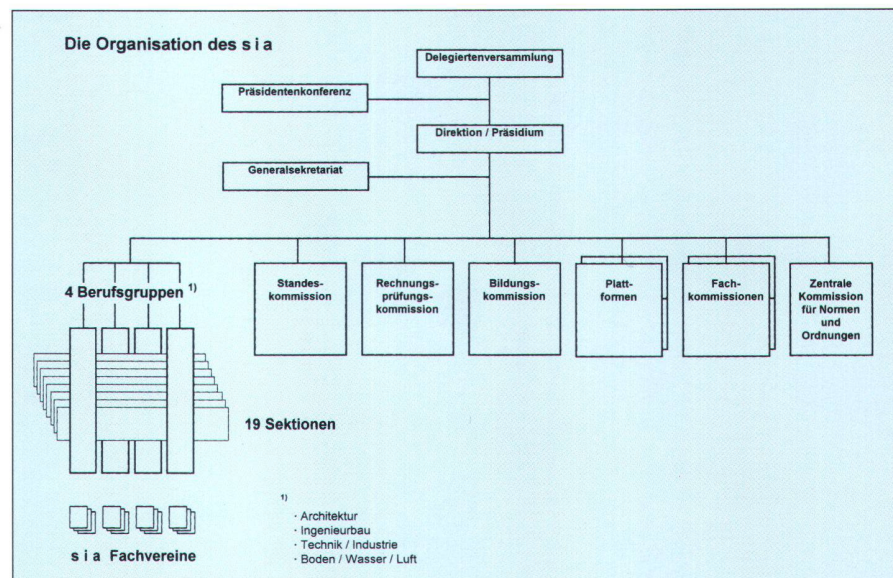 Die Organisation des s i a
Delegiertenversammlung
Präsidentenkonferenz
Direktion / Präsidium
Generalsekretariat
4 Berufsgruppen 1)
Standes-
kommission
Rechnungs-
prüfungs-
kommission
Bildungs-
kommission
Platt-
formen
Fach-
kommissionen
Zentrale
Kommission
für Normen
und
Ordnungen
19 Sektionen
s i a Fachvereine
1)
· Architektur
· Ingenieurbau
· Technik / Industrie
· Boden / Wasser / Luft